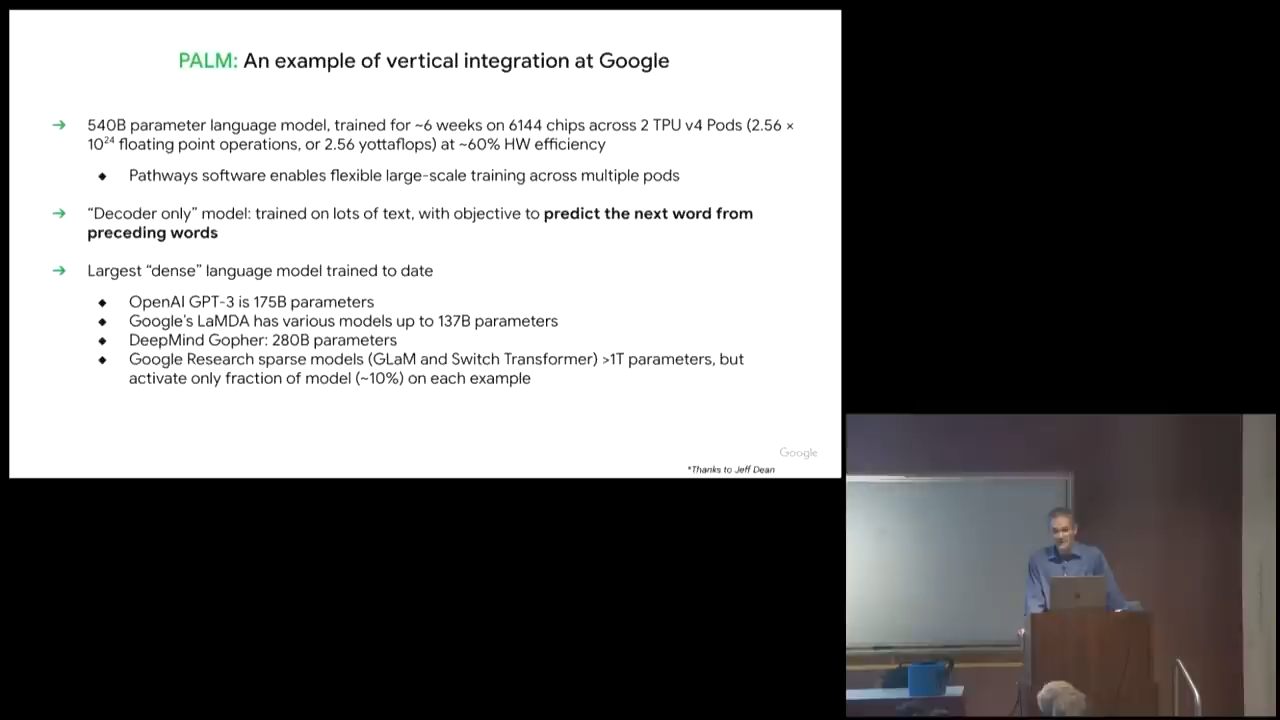 PALM: An example of vertical integration at Google
→ 540B parameter language model, trained for ~6 weeks on 6144 chips across 2 TPU v4 Pods (2.56 ×
10²⁴ floating point operations, or 2.56 yottaflops) at ~60% HW efficiency
◆ Pathways software enables flexible large-scale training across multiple pods
→ “Decoder only” model: trained on lots of text, with objective to predict the next word from
preceding words
→ Largest “dense” language model trained to date
◆ OpenAI GPT-3 is 175B parameters
◆ Google's LaMDA has various models up to 137B parameters
◆ DeepMind Gopher: 280B parameters
◆ Google Research sparse models (GLaM and Switch Transformer) >1T parameters, but
activate only fraction of model (~10%) on each example
Google
*Thanks to Jeff Dean